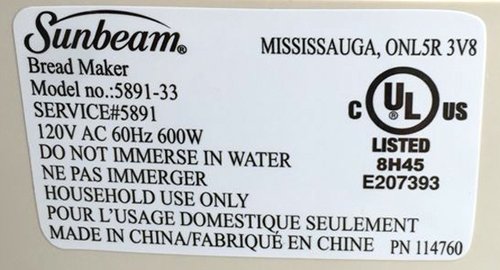 Sunbeam®
MISSISSAUGA, ONL5R 3V8
Bread Maker
Model no.:5891-33
SERVICE#5891
120V AC 60Hz 600W
DO NOT IMMERSE IN WATER
NE PAS IMMERGER
HOUSEHOLD USE ONLY
POUR L'USAGE DOMESTIQUE SEULEMENT
MADE IN CHINA/FABRIQUÉ EN CHINE PN 114760
C UL® US
LISTED
8H45
E207393